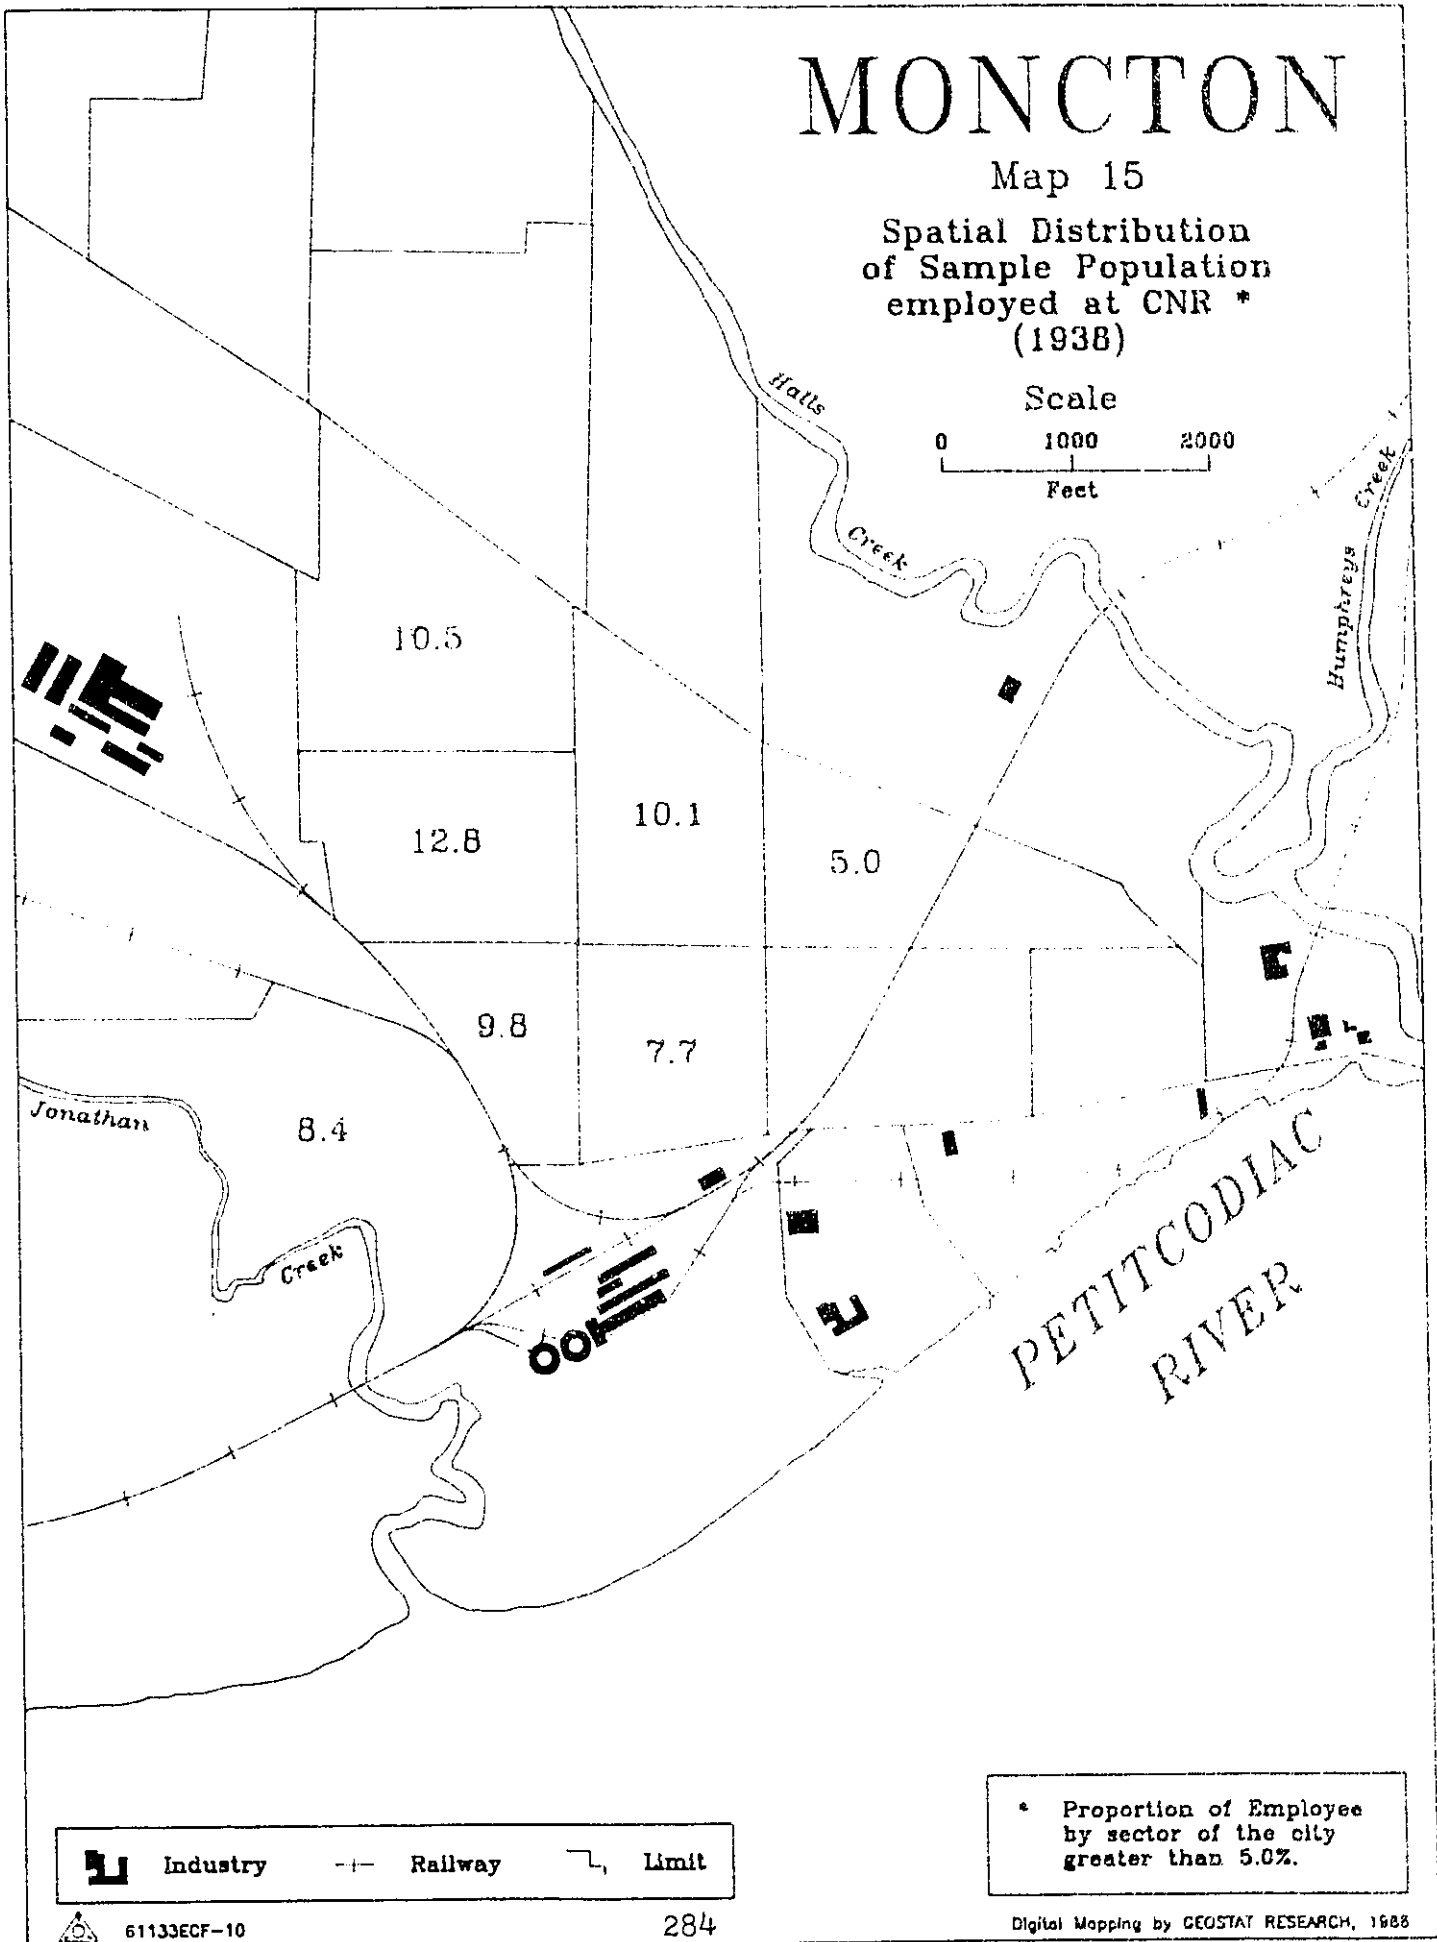 MONCTON
Map 15
Spatial Distribution
of Sample Population
employed at CNR *
(1938)
Scale
0 1000 2000
Feet
Halls
Creek
Humphreys
Creek
10.5
12.8
10.1
5.0
9.8
7.7
8.4
Jonathan
Creek
PETITCODIAC
RIVER
* Proportion of Employee
by sector of the city
greater than 5.0%.
Industry Railway Limit
61133ECF-10
284
Digital Mapping by GEOSTAT RESEARCH, 1988